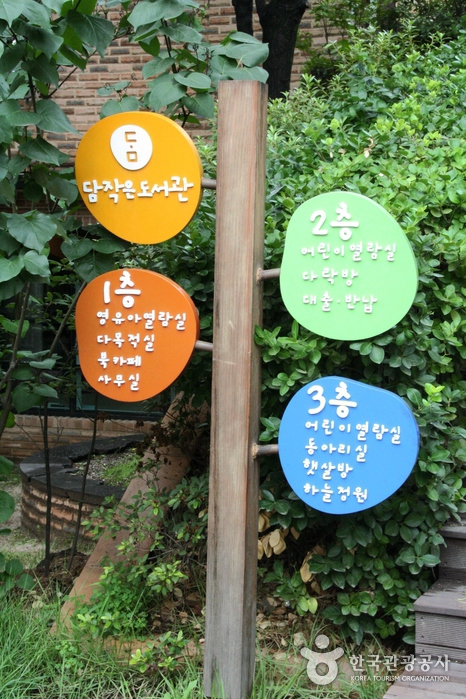 담
담작은도서관
1층
영유아열람실
다목적실
북카페
사무실
2층
어린이열람실
다락방
대출·반납
3층
어린이열람실
동아리실
햇살방
하늘정원
한국관광공사
KOREA TOURISM ORGANIZATION